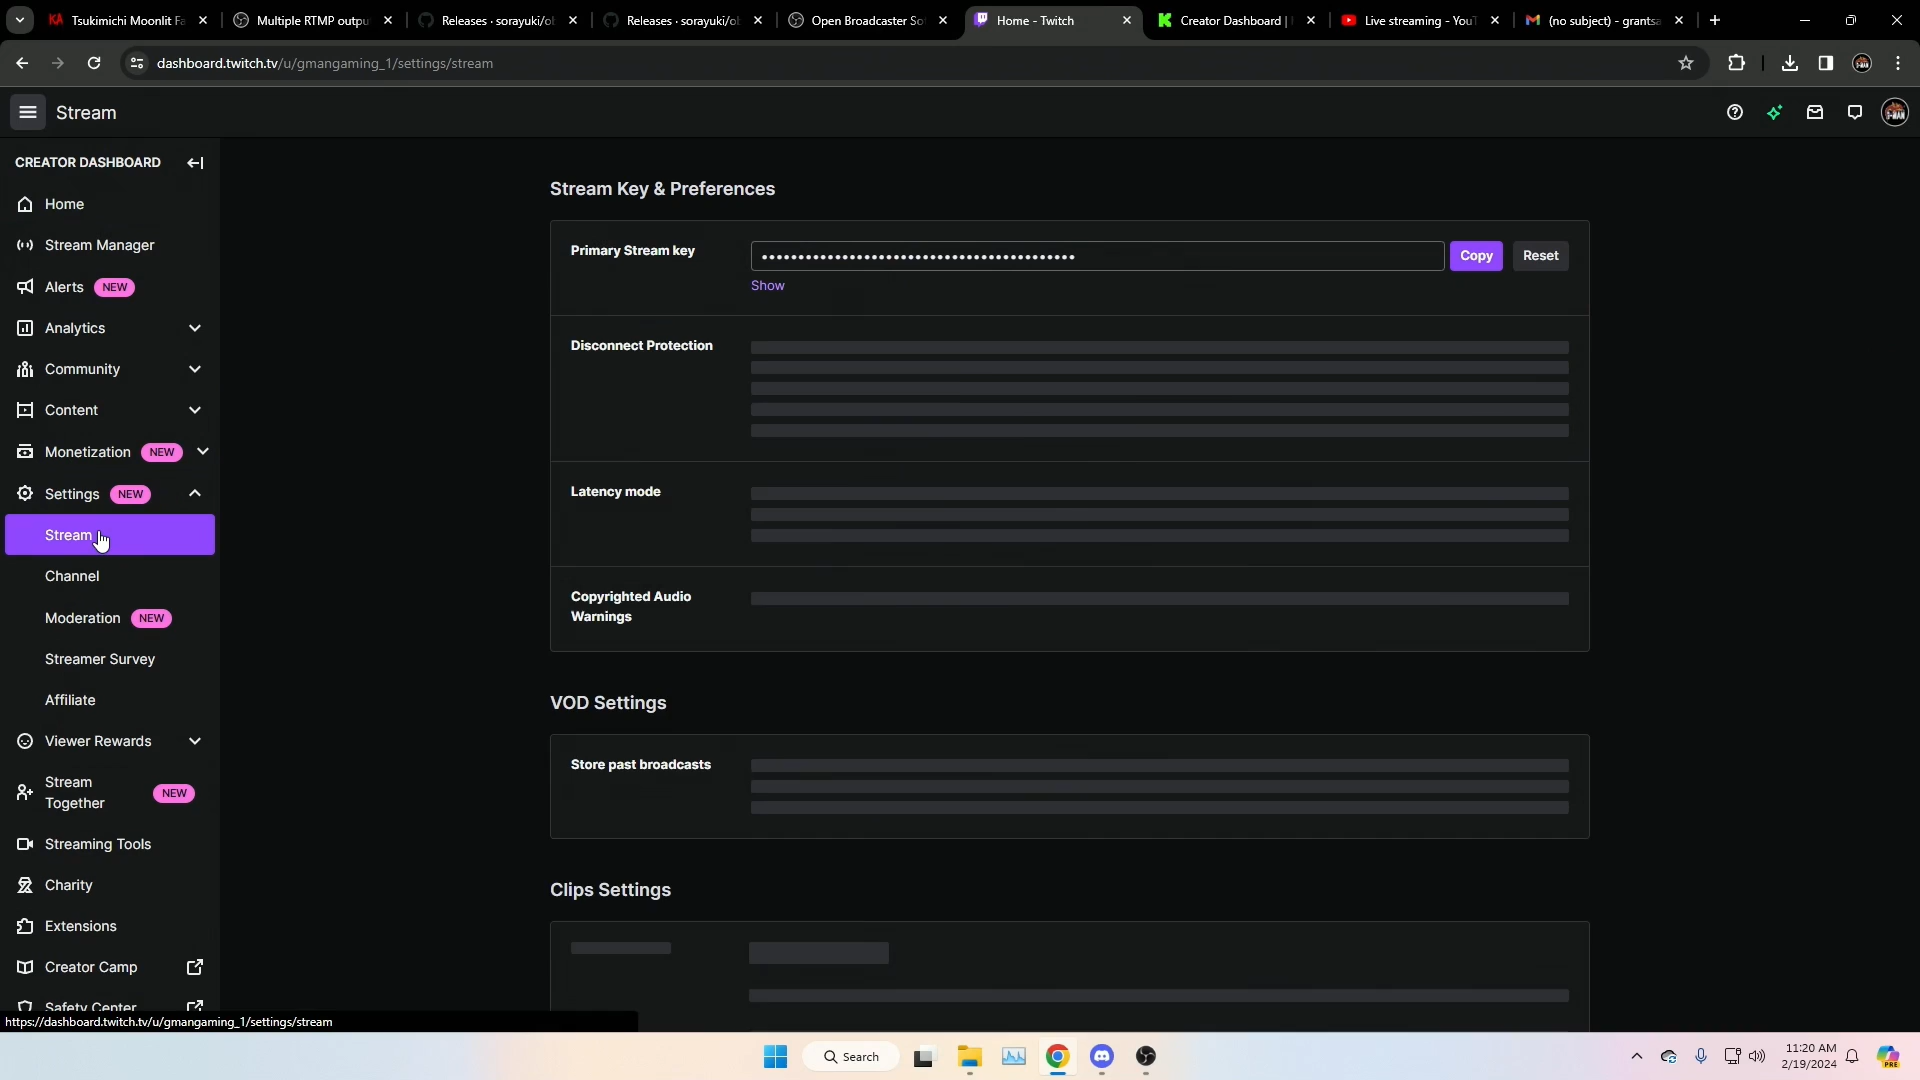 Tsukimichi Moonlit Fa
Multiple RTMP outpu
Releases · sorayuki/ob
Releases · sorayuki/ob
Open Broadcaster So
Home - Twitch
Creator Dashboard |
Live streaming - YouT
(no subject) - grantsa
dashboard.twitch.tv/u/gmangaming_1/settings/stream
Stream
CREATOR DASHBOARD
Home
Stream Manager
Alerts NEW
Analytics
Community
Content
Monetization NEW
Settings NEW
Stream
Channel
Moderation NEW
Streamer Survey
Affiliate
Viewer Rewards
Stream
Together NEW
Streaming Tools
Charity
Extensions
Creator Camp
Safety Center
https://dashboard.twitch.tv/u/gmangaming_1/settings/stream
Stream Key & Preferences
Primary Stream key
Copy
Reset
Show
Disconnect Protection
Latency mode
Copyrighted Audio
Warnings
VOD Settings
Store past broadcasts
Clips Settings
Search
11:20 AM
2/19/2024